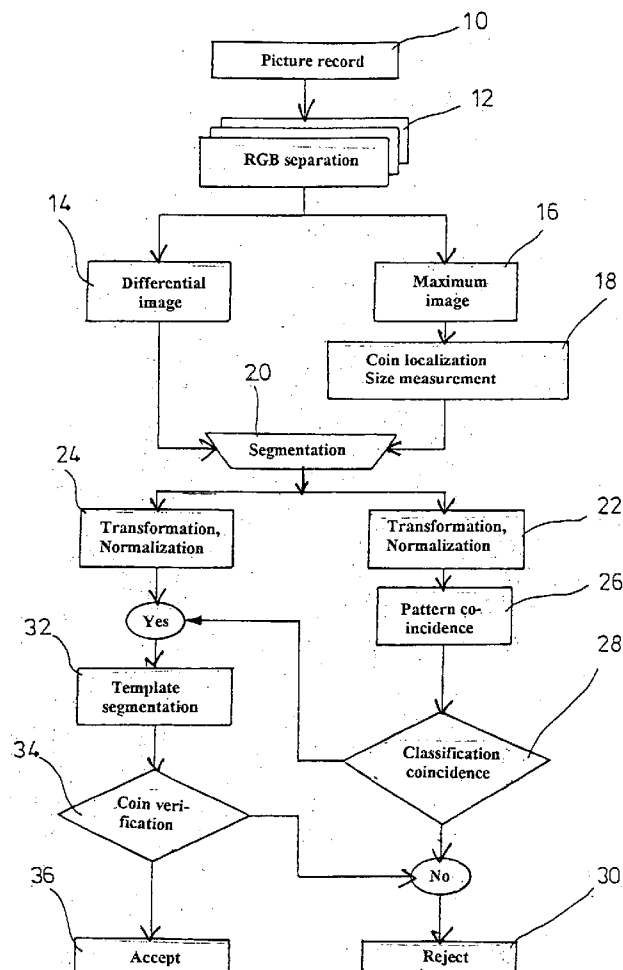 10
Picture record
12
RGB separation
14
16
Differential
image
Maximum
image
18
Coin localization
Size measurement
20
Segmentation
24
22
Transformation,
Normalization
Transformation,
Normalization
26
Pattern co-
incidence
Yes
32
28
Template
segmentation
Classification
coincidence
34
Coin veri-
fication
No
36
30
Accept
Reject